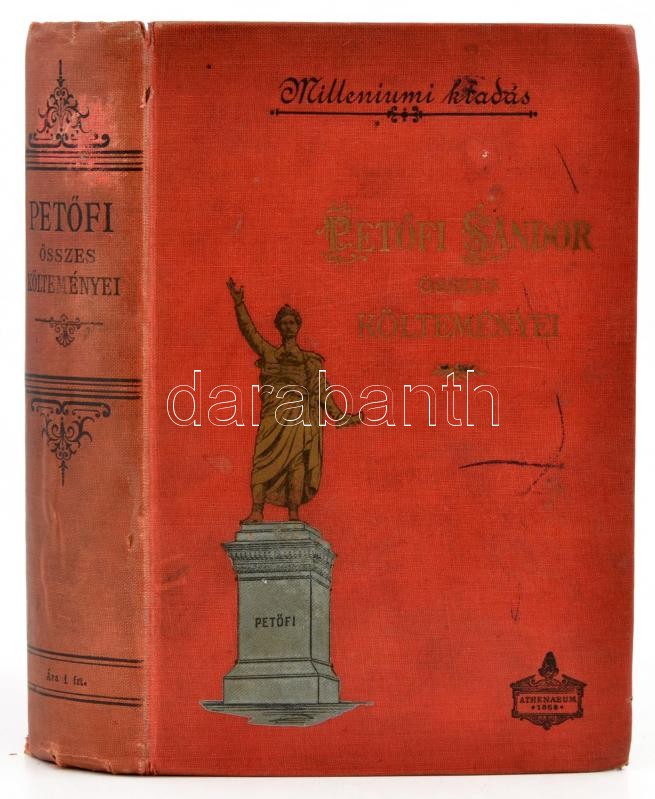 PETŐFI
ÖSSZES
KÖLTEMÉNYEI
Ára 1 frt.
Milleniumi kiadás
PETŐFI SÁNDOR
ÖSSZES
KÖLTEMÉNYEI
darabanth
PETŐFI
ATHENAEUM
1868